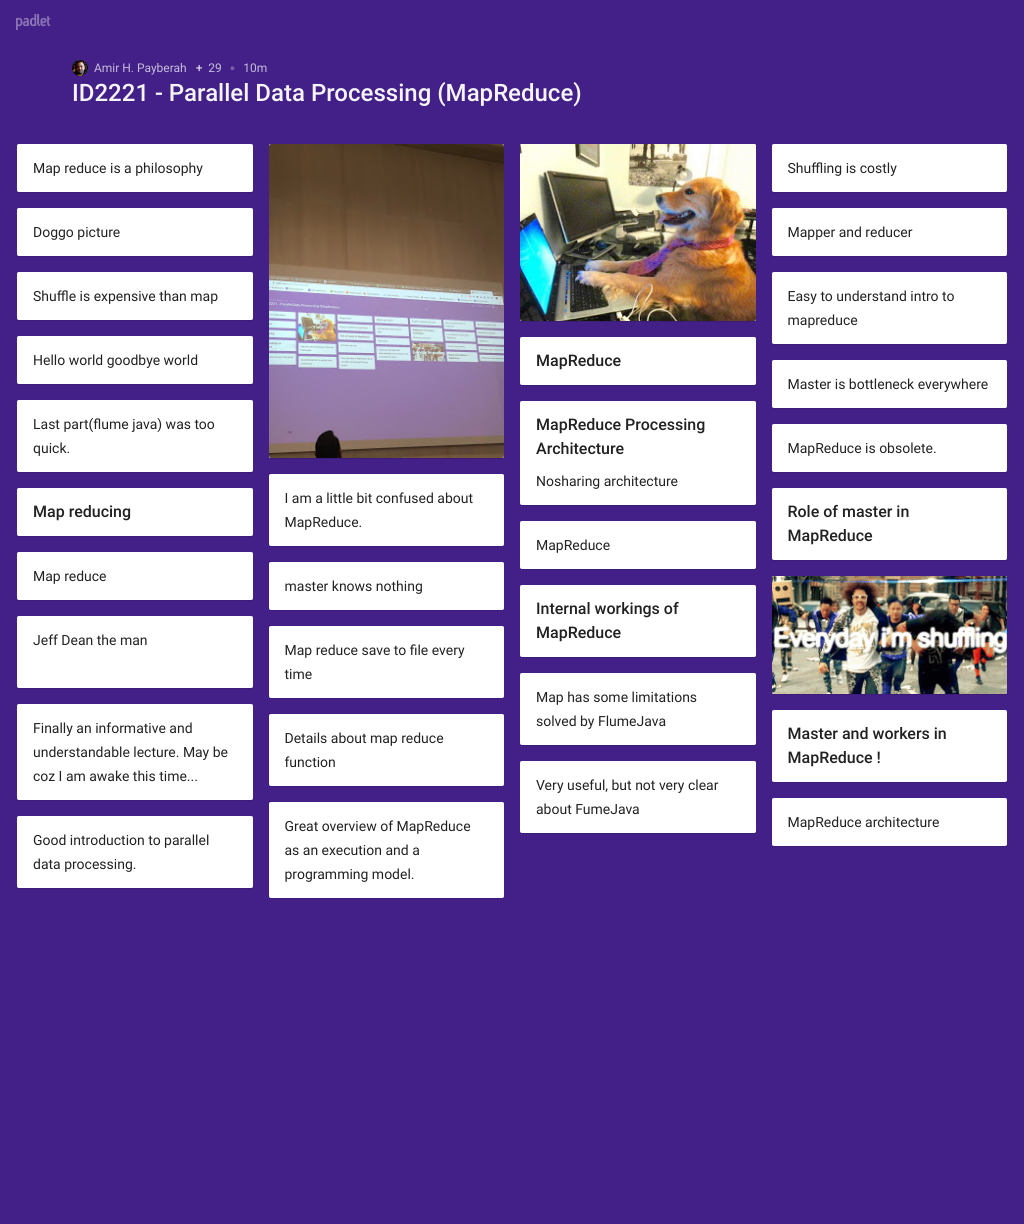 padlet
Amir H. Payberah + 29 • 10m
ID2221 - Parallel Data Processing (MapReduce)
Map reduce is a philosophy
Doggo picture
Shuffle is expensive than map
Hello world goodbye world
Last part(flume java) was too
quick.
Map reducing
Map reduce
Jeff Dean the man
Finally an informative and
understandable lecture. May be
coz I am awake this time...
Good introduction to parallel
data processing.
I am a little bit confused about
MapReduce.
master knows nothing
Map reduce save to file every
time
Details about map reduce
function
Great overview of MapReduce
as an execution and a
programming model.
MapReduce
MapReduce Processing
Architecture
Nosharing architecture
MapReduce
Internal workings of
MapReduce
Map has some limitations
solved by FlumeJava
Very useful, but not very clear
about FumeJava
Shuffling is costly
Mapper and reducer
Easy to understand intro to
mapreduce
Master is bottleneck everywhere
MapReduce is obsolete.
Role of master in
MapReduce
Everyday i'm shuffling
Master and workers in
MapReduce !
MapReduce architecture